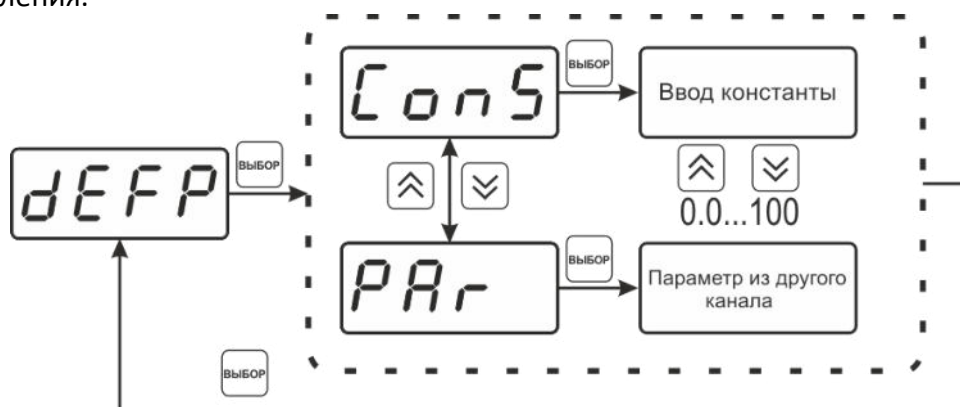 ления.
ConS
ВЫБОР
Ввод константы
dEFP
ВЫБОР
0.0...100
PAr
ВЫБОР
Параметр из другого
канала
ВЫБОР